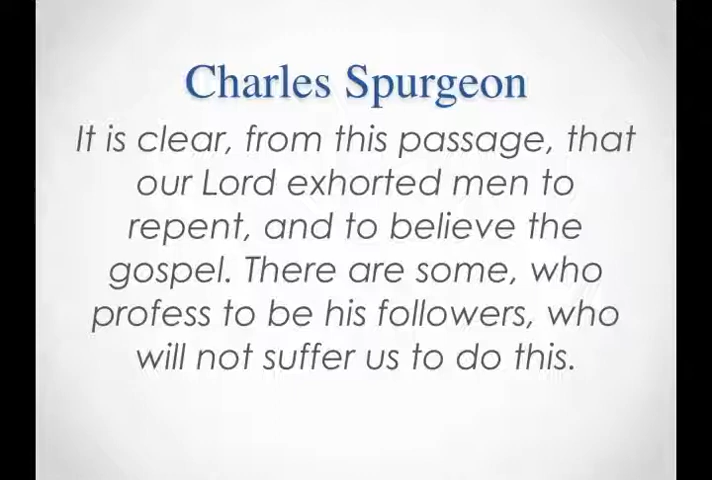 Charles Spurgeon
It is clear, from this passage, that
our Lord exhorted men to
repent, and to believe the
gospel. There are some, who
profess to be his followers, who
will not suffer us to do this.